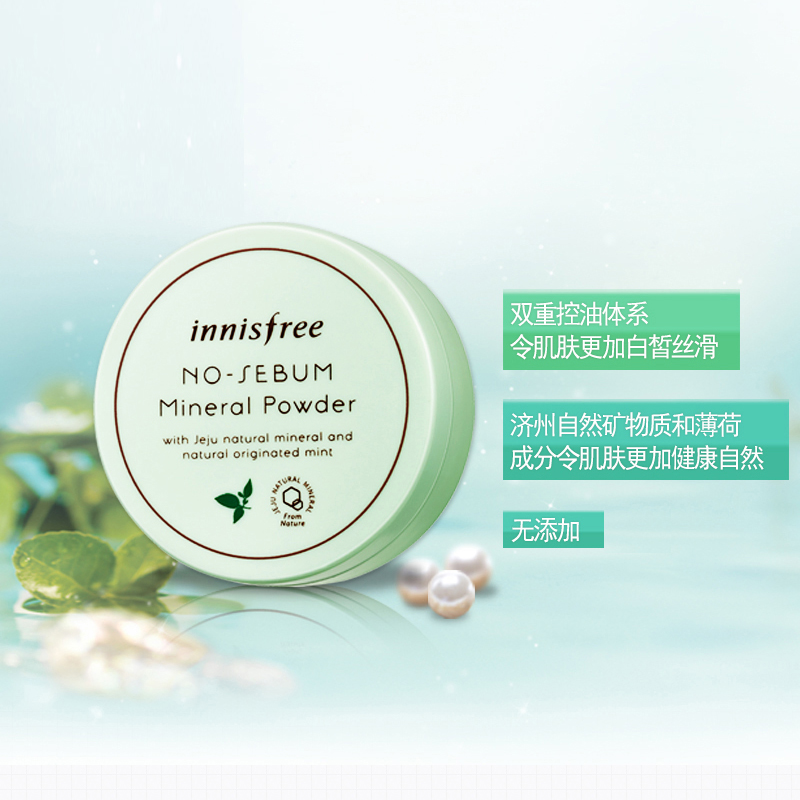 innisfree
NO-SEBUM
Mineral Powder
with Jeju natural mineral and
natural originated mint
JEJU NATURAL MINERAL
From
Nature
双重控油体系
令肌肤更加白皙丝滑
济州自然矿物质和薄荷
成分令肌肤更加健康自然
无添加